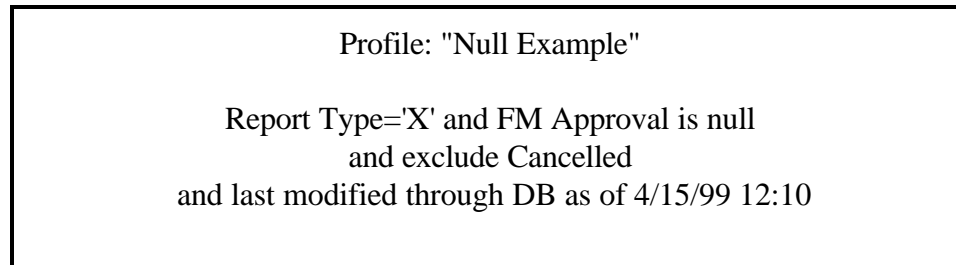 Profile: "Null Example"
Report Type='X' and FM Approval is null
and exclude Cancelled
and last modified through DB as of 4/15/99 12:10